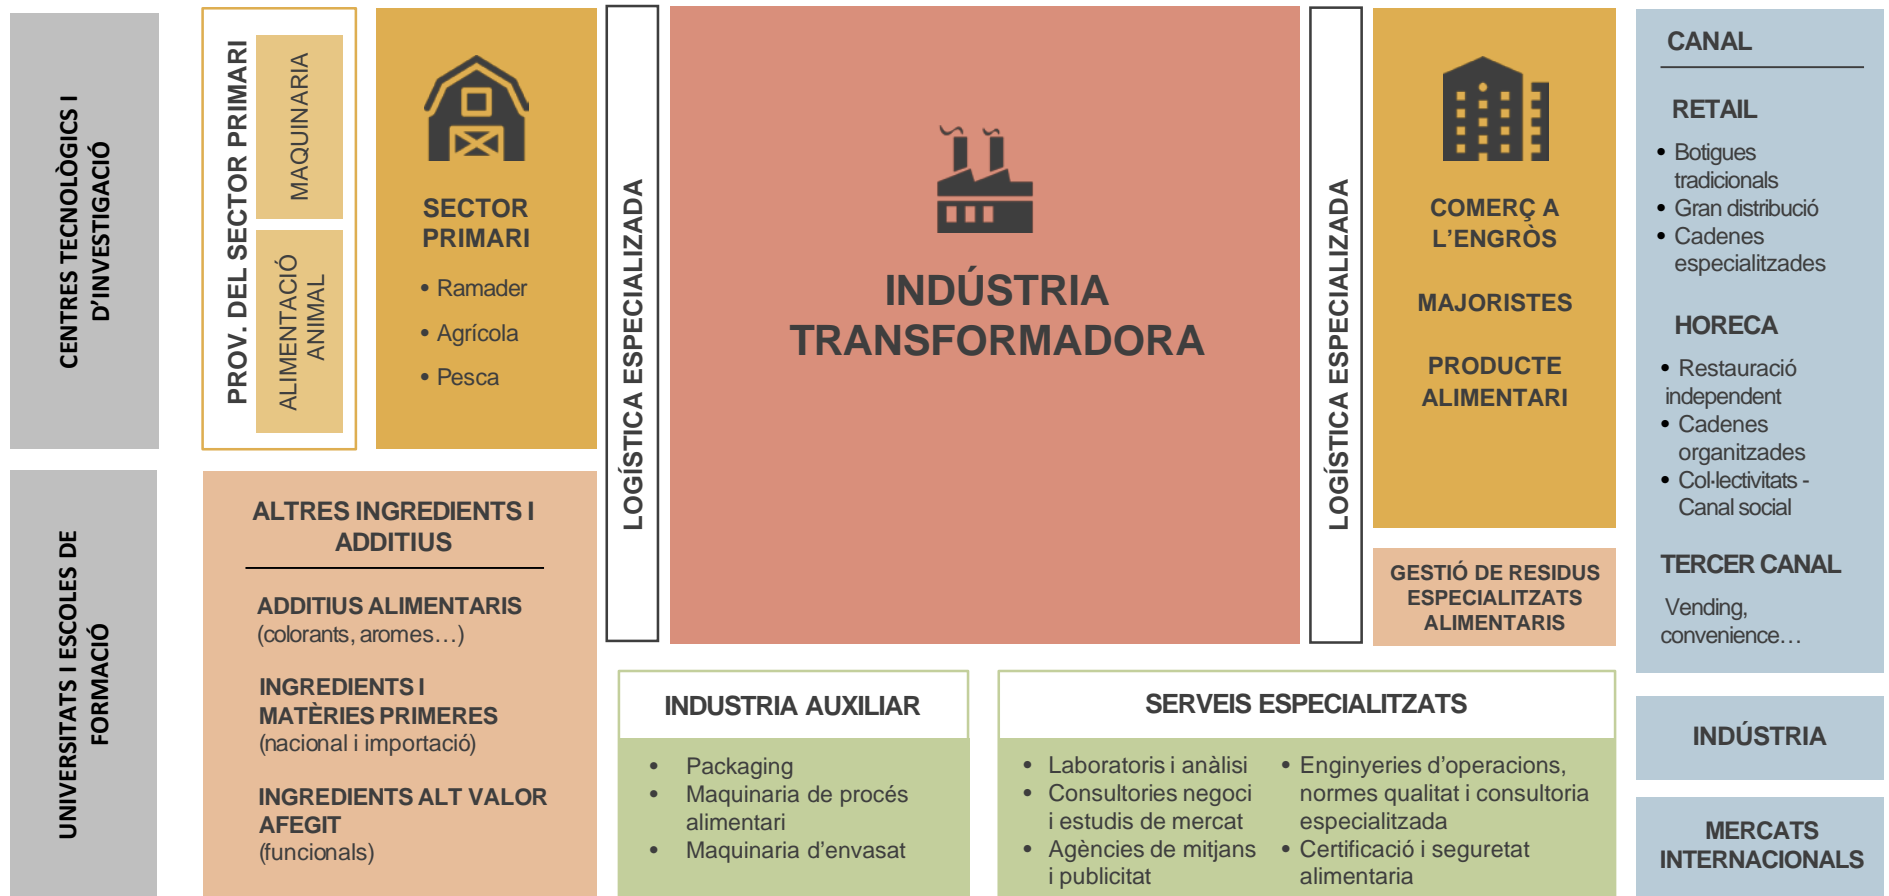 CENTRES TECNOLÒGICS I
D'INVESTIGACIÓ
UNIVERSITATS I ESCOLES DE
FORMACIÓ
PROV. DEL SECTOR PRIMARI
MAQUINARIA
ALIMENTACIÓ
ANIMAL
SECTOR
PRIMARI
• Ramader
• Agrícola
• Pesca
ALTRES INGREDIENTS I
ADDITIUS
ADDITIUS ALIMENTARIS
(colorants, aromes…)
INGREDIENTS I
MATÈRIES PRIMERES
(nacional i importació)
INGREDIENTS ALT VALOR
AFEGIT
(funcionals)
LOGÍSTICA ESPECIALIZADA
INDÚSTRIA
TRANSFORMADORA
LOGÍSTICA ESPECIALIZADA
COMERÇ A
L'ENGRÒS
MAJORISTES
PRODUCTE
ALIMENTARI
GESTIÓ DE RESIDUS
ESPECIALITZATS
ALIMENTARIS
INDUSTRIA AUXILIAR
• Packaging
• Maquinaria de procés
alimentari
• Maquinaria d'envasat
SERVEIS ESPECIALITZATS
• Laboratoris i anàlisi
• Consultories negoci
i estudis de mercat
• Agències de mitjans
i publicitat
• Enginyeries d'operacions,
normes qualitat i consultoria
especialitzada
• Certificació i seguretat
alimentaria
CANAL
RETAIL
• Botigues
tradicionals
• Gran distribució
• Cadenes
especialitzades
HORECA
• Restauració
independent
• Cadenes
organitzades
• Col·lectivitats -
Canal social
TERCER CANAL
Vending,
convenience…
INDÚSTRIA
MERCATS
INTERNACIONALS